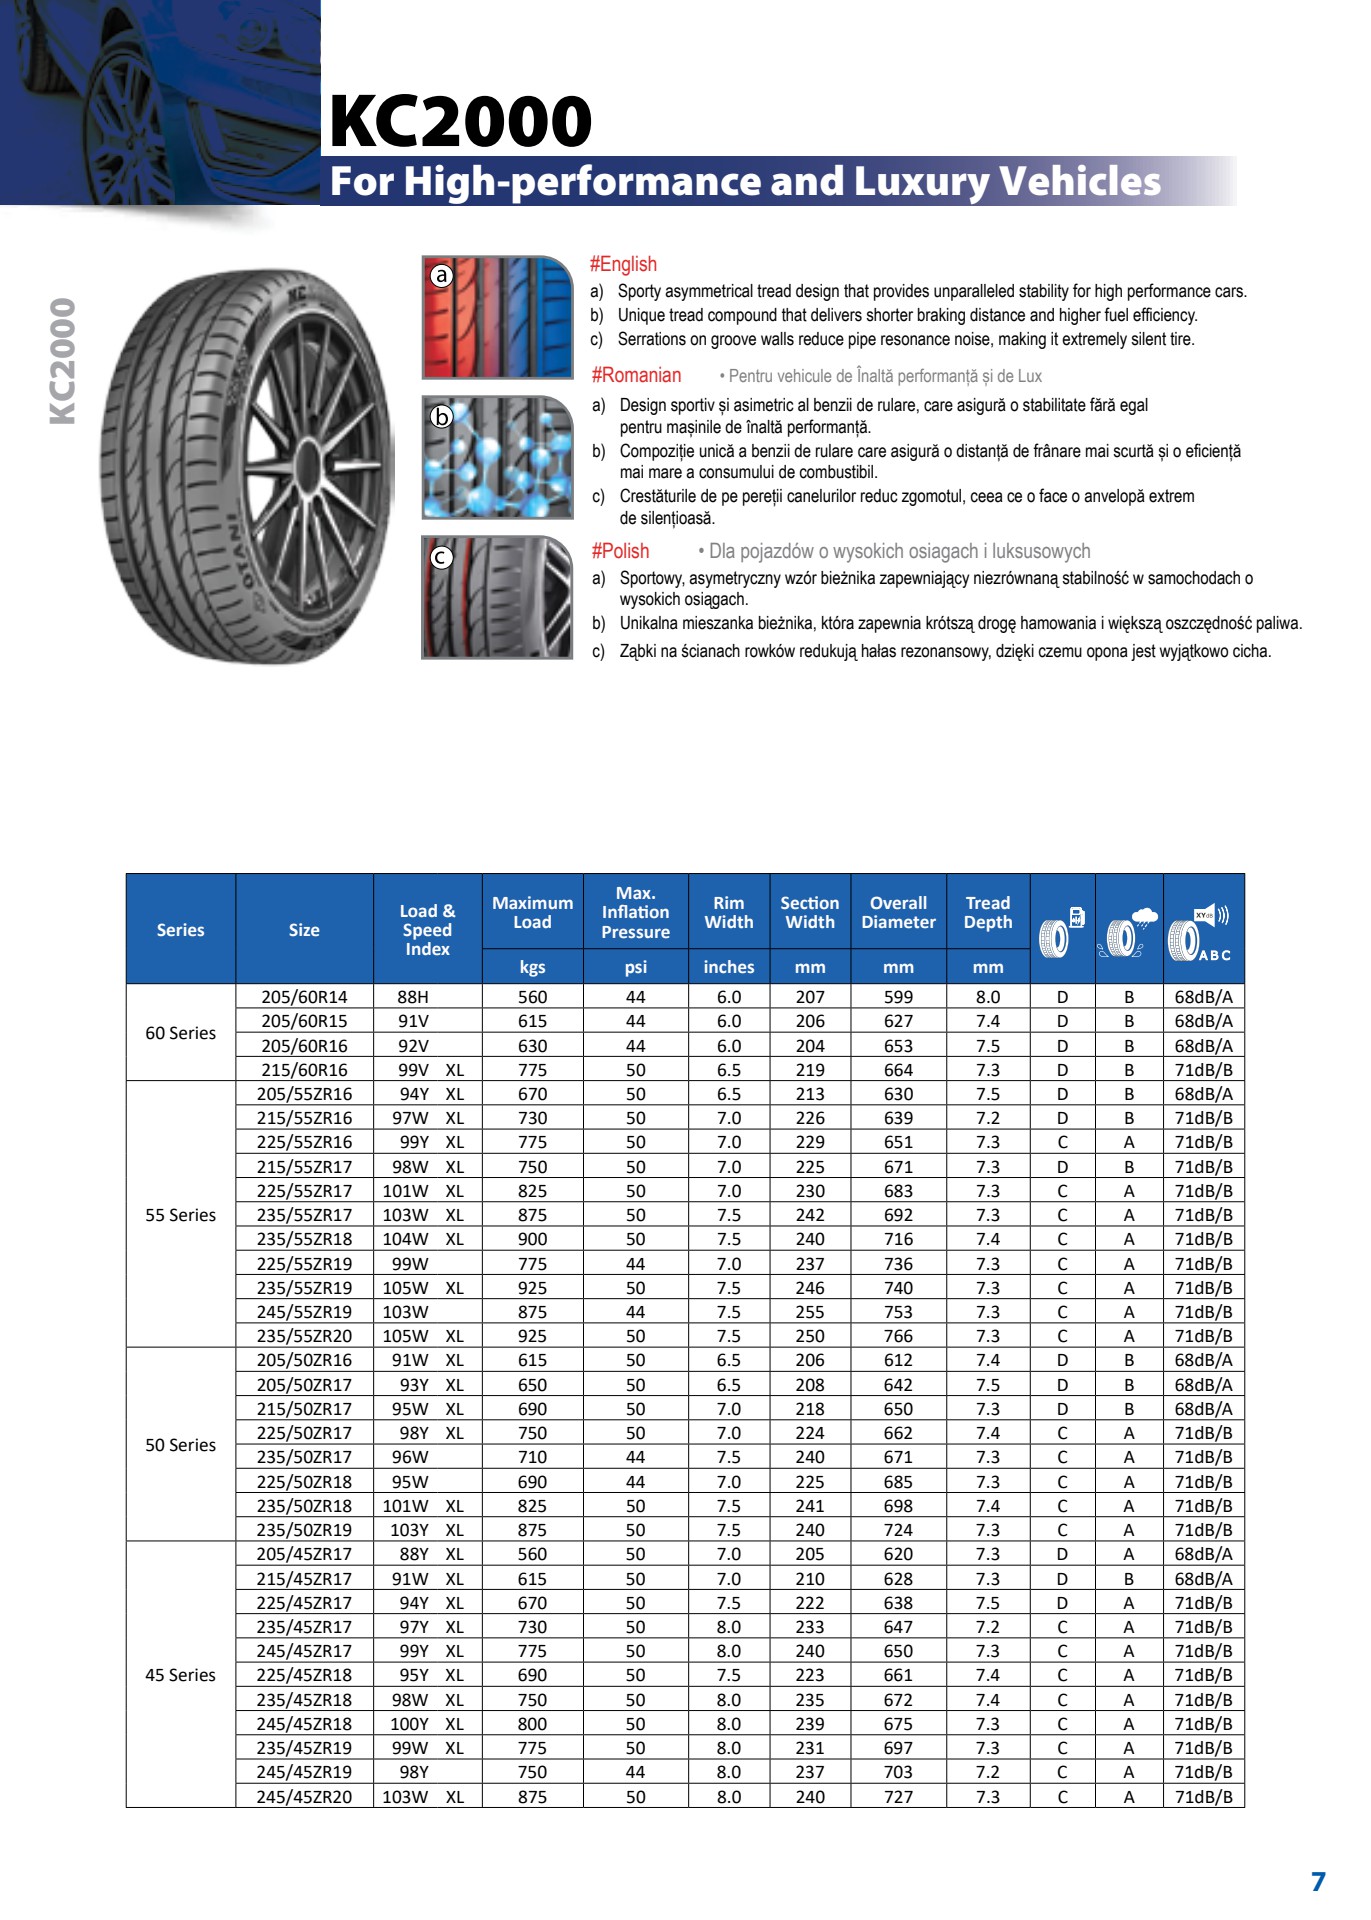 KC2000
For High-performance and Luxury Vehicles
KC2000
OTANI
a
b
c
#English
a) Sporty asymmetrical tread design that provides unparalleled stability for high performance cars.
b) Unique tread compound that delivers shorter braking distance and higher fuel efficiency.
c) Serrations on groove walls reduce pipe resonance noise, making it extremely silent tire.
#Romanian • Pentru vehicule de Înaltă performanță și de Lux
a) Design sportiv și asimetric al benzii de rulare, care asigură o stabilitate fără egal
pentru mașinile de înaltă performanță.
b) Compoziție unică a benzii de rulare care asigură o distanță de frânare mai scurtă și o eficiență
mai mare a consumului de combustibil.
c) Crestăturile de pe pereții canelurilor reduc zgomotul, ceea ce o face o anvelopă extrem
de silențioasă.
#Polish • Dla pojazdów o wysokich osiagach i luksusowych
a) Sportowy, asymetryczny wzór bieżnika zapewniający niezrównaną stabilność w samochodach o
wysokich osiągach.
b) Unikalna mieszanka bieżnika, która zapewnia krótszą drogę hamowania i większą oszczędność paliwa.
c) Ząbki na ścianach rowków redukują hałas rezonansowy, dzięki czemu opona jest wyjątkowo cicha.
Series Size Load & Speed Index Maximum Load Max. Inflation Pressure Rim Width Section Width Overall Diameter Tread Depth XYdB ABC
kgs psi inches mm mm mm
60 Series
205/60R14 88H 560 44 6.0 207 599 8.0 D B 68dB/A
205/60R15 91V 615 44 6.0 206 627 7.4 D B 68dB/A
205/60R16 92V 630 44 6.0 204 653 7.5 D B 68dB/A
215/60R16 99V XL 775 50 6.5 219 664 7.3 D B 71dB/B
55 Series
205/55ZR16 94Y XL 670 50 6.5 213 630 7.5 D B 68dB/A
215/55ZR16 97W XL 730 50 7.0 226 639 7.2 D B 71dB/B
225/55ZR16 99Y XL 775 50 7.0 229 651 7.3 C A 71dB/B
215/55ZR17 98W XL 750 50 7.0 225 671 7.3 D B 71dB/B
225/55ZR17 101W XL 825 50 7.0 230 683 7.3 C A 71dB/B
235/55ZR17 103W XL 875 50 7.5 242 692 7.3 C A 71dB/B
235/55ZR18 104W XL 900 50 7.5 240 716 7.4 C A 71dB/B
225/55ZR19 99W 775 44 7.0 237 736 7.3 C A 71dB/B
235/55ZR19 105W XL 925 50 7.5 246 740 7.3 C A 71dB/B
245/55ZR19 103W 875 44 7.5 255 753 7.3 C A 71dB/B
235/55ZR20 105W XL 925 50 7.5 250 766 7.3 C A 71dB/B
50 Series
205/50ZR16 91W XL 615 50 6.5 206 612 7.4 D B 68dB/A
205/50ZR17 93Y XL 650 50 6.5 208 642 7.5 D B 68dB/A
215/50ZR17 95W XL 690 50 7.0 218 650 7.3 D B 68dB/A
225/50ZR17 98Y XL 750 50 7.0 224 662 7.4 C A 71dB/B
235/50ZR17 96W 710 44 7.5 240 671 7.3 C A 71dB/B
225/50ZR18 95W 690 44 7.0 225 685 7.3 C A 71dB/B
235/50ZR18 101W XL 825 50 7.5 241 698 7.4 C A 71dB/B
235/50ZR19 103Y XL 875 50 7.5 240 724 7.3 C A 71dB/B
45 Series
205/45ZR17 88Y XL 560 50 7.0 205 620 7.3 D A 68dB/A
215/45ZR17 91W XL 615 50 7.0 210 628 7.3 D B 68dB/A
225/45ZR17 94Y XL 670 50 7.5 222 638 7.5 D A 71dB/B
235/45ZR17 97Y XL 730 50 8.0 233 647 7.2 C A 71dB/B
245/45ZR17 99Y XL 775 50 8.0 240 650 7.3 C A 71dB/B
225/45ZR18 95Y XL 690 50 7.5 223 661 7.4 C A 71dB/B
235/45ZR18 98W XL 750 50 8.0 235 672 7.4 C A 71dB/B
245/45ZR18 100Y XL 800 50 8.0 239 675 7.3 C A 71dB/B
235/45ZR19 99W XL 775 50 8.0 231 697 7.3 C A 71dB/B
245/45ZR19 98Y 750 44 8.0 237 703 7.2 C A 71dB/B
245/45ZR20 103W XL 875 50 8.0 240 727 7.3 C A 71dB/B
7